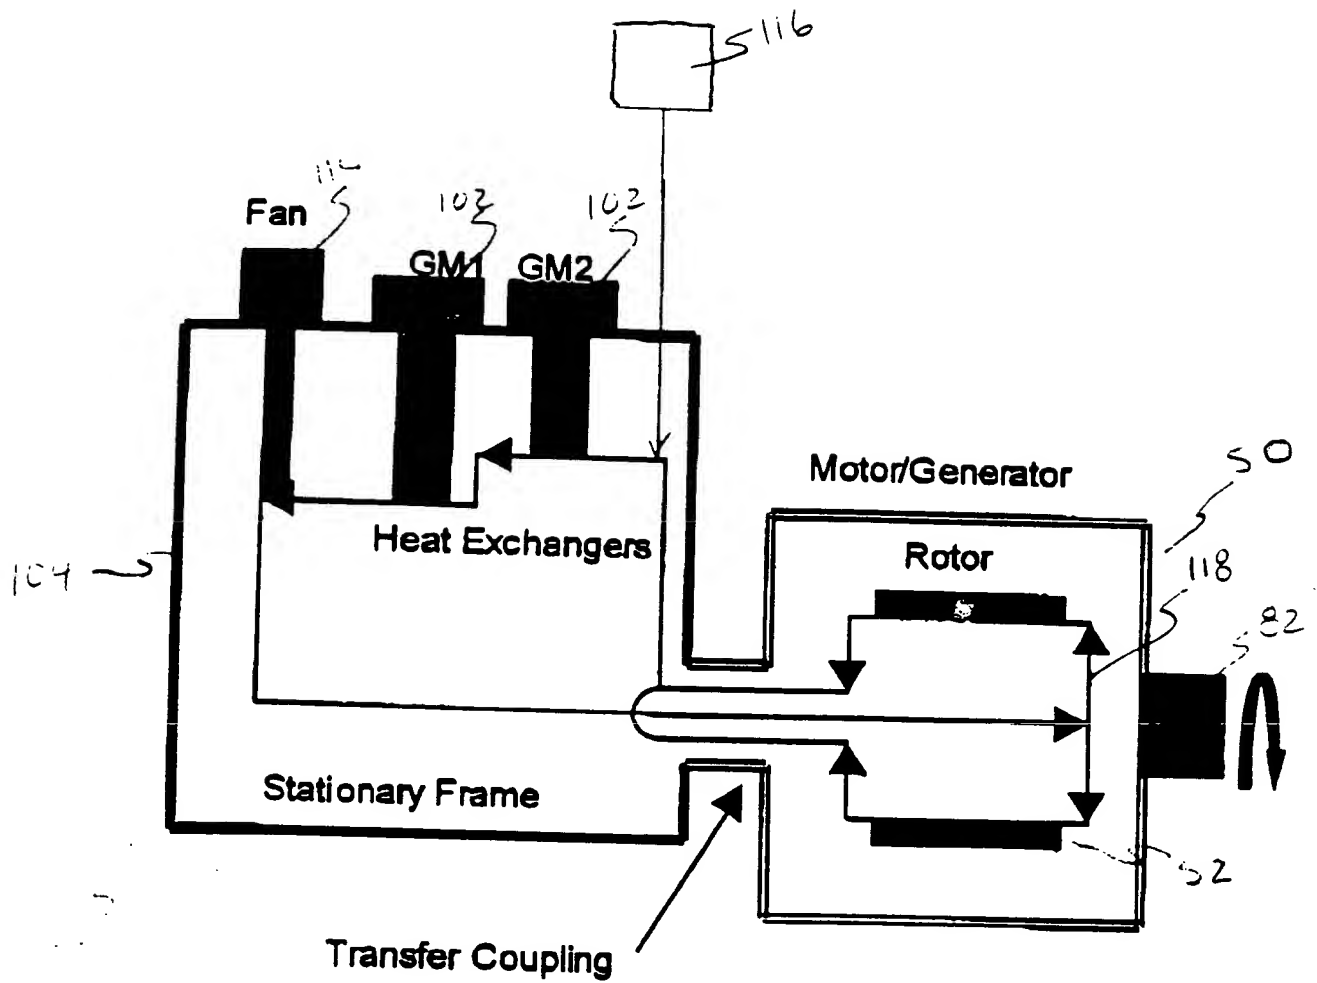 116
Fan
102
102
GM1
GM2
Motor/Generator
50
Heat Exchangers
Rotor
104
118
82
Stationary Frame
52
Transfer Coupling